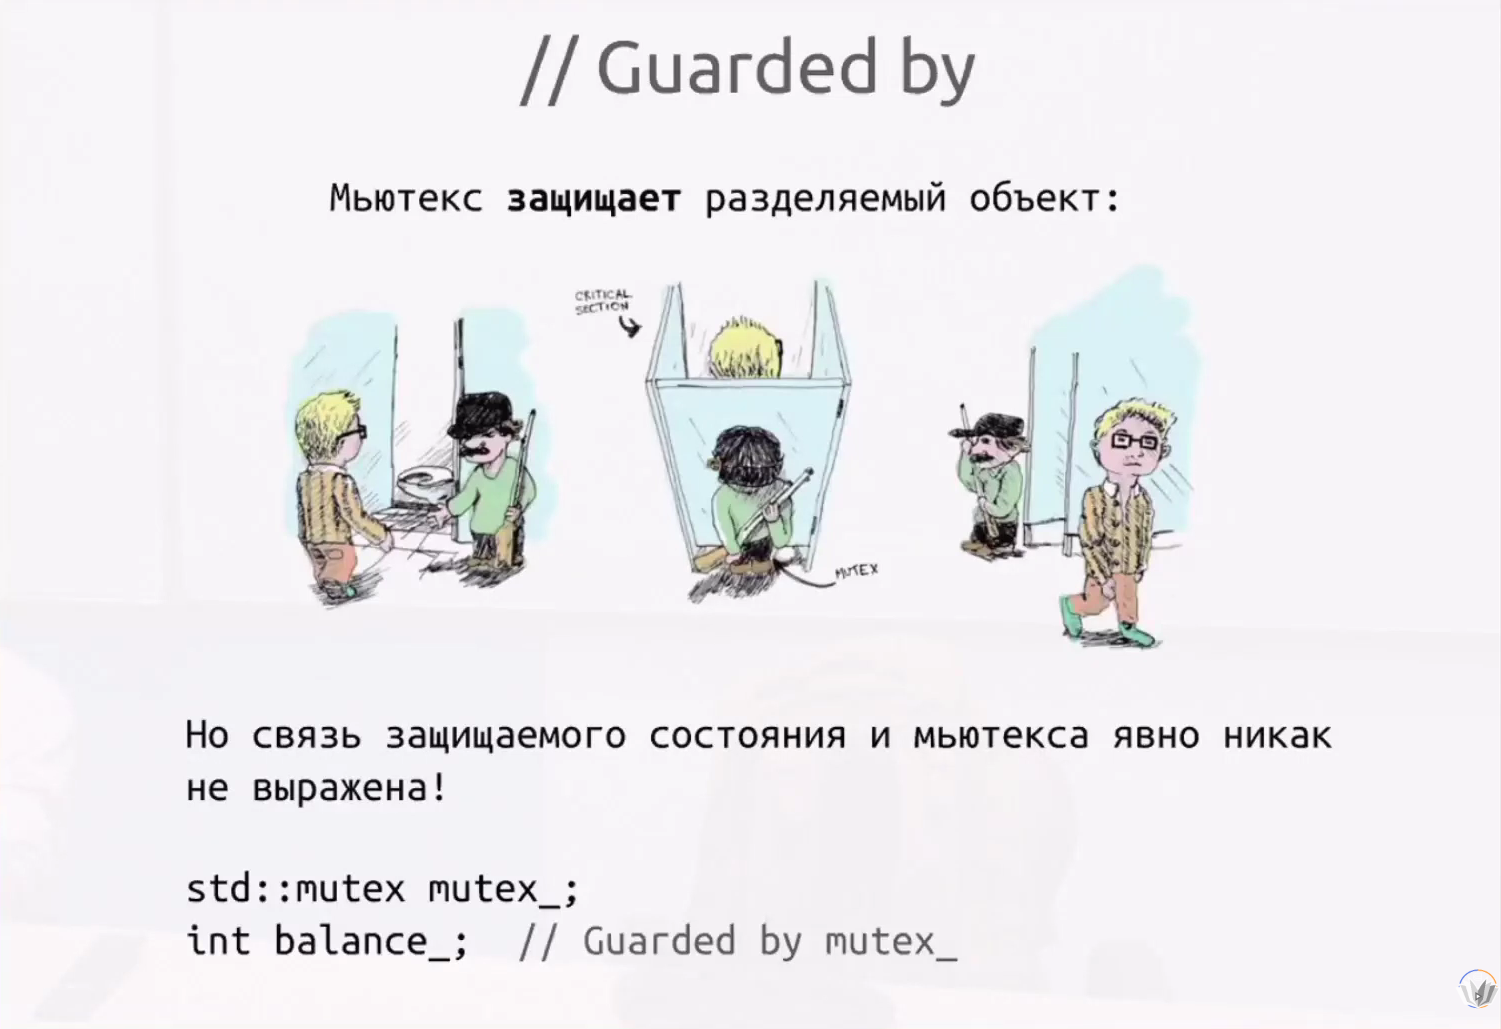 // Guarded by
Мьютекс защищает разделяемый объект:
CRITICAL
SECTION
MUTEX
Но связь защищаемого состояния и мьютекса явно никак
не выражена!
std::mutex mutex_;
int balance_;  // Guarded by mutex_